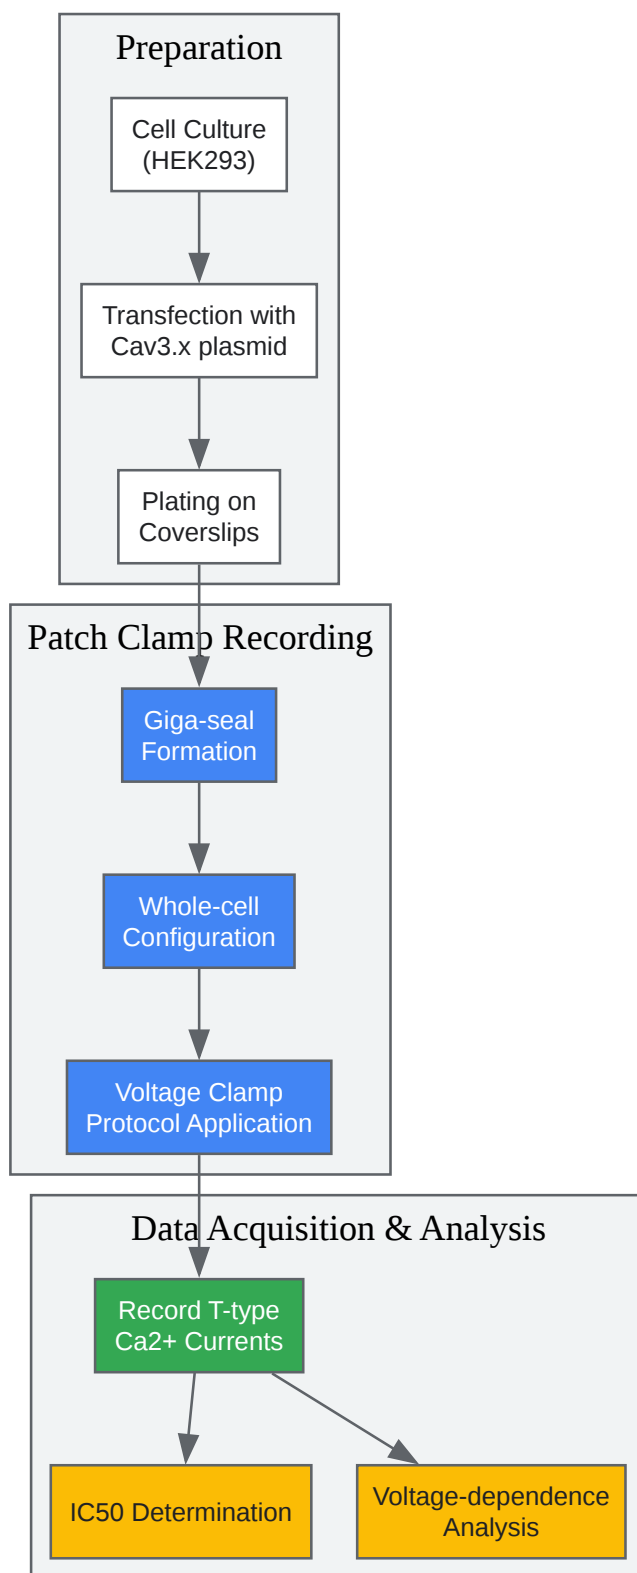 Preparation
Cell Culture
(HEK293)
Transfection with
Cav3.x plasmid
Plating on
Coverslips
Patch Clamp Recording
Giga-seal
Formation
Whole-cell
Configuration
Voltage Clamp
Protocol Application
Data Acquisition & Analysis
Record T-type
Ca2+ Currents
IC50 Determination
Voltage-dependence
Analysis